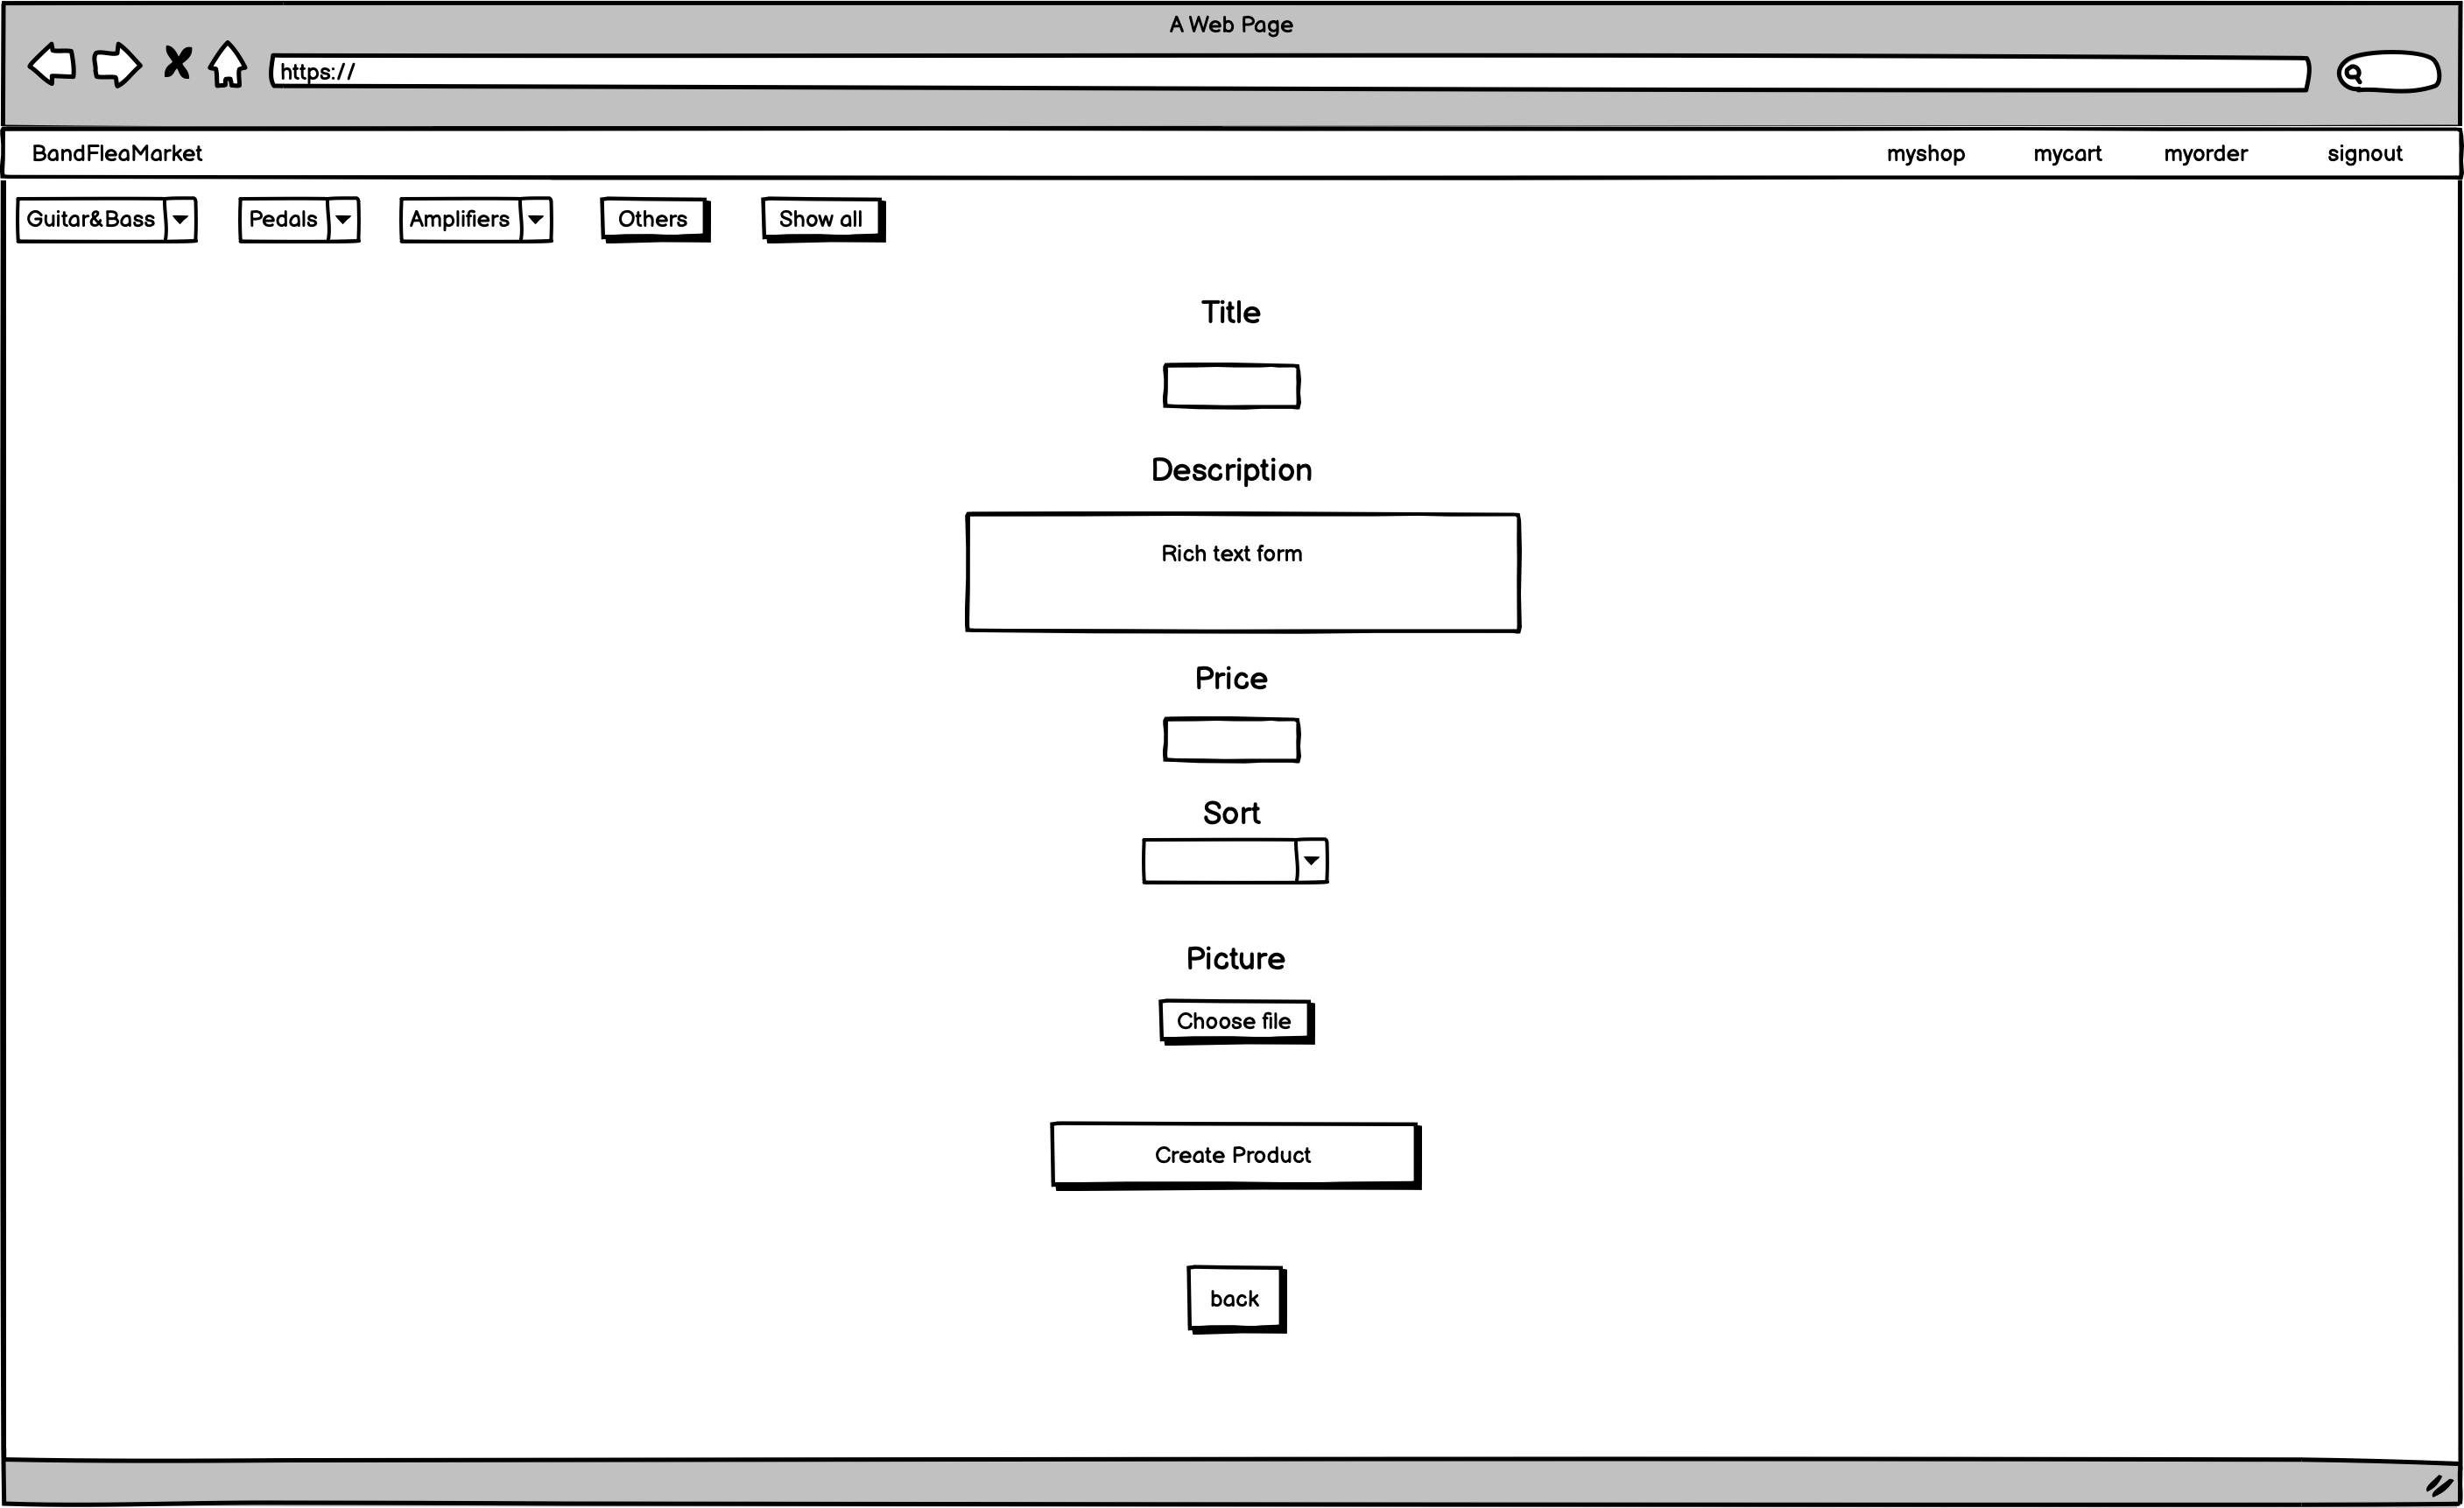 A Web Page
https://
BandFleaMarket myshop mycart myorder signout
Guitar&Bass Pedals Amplifiers Others Show all
Title
Description
Rich text form
Price
Sort
Picture
Choose file
Create Product
back